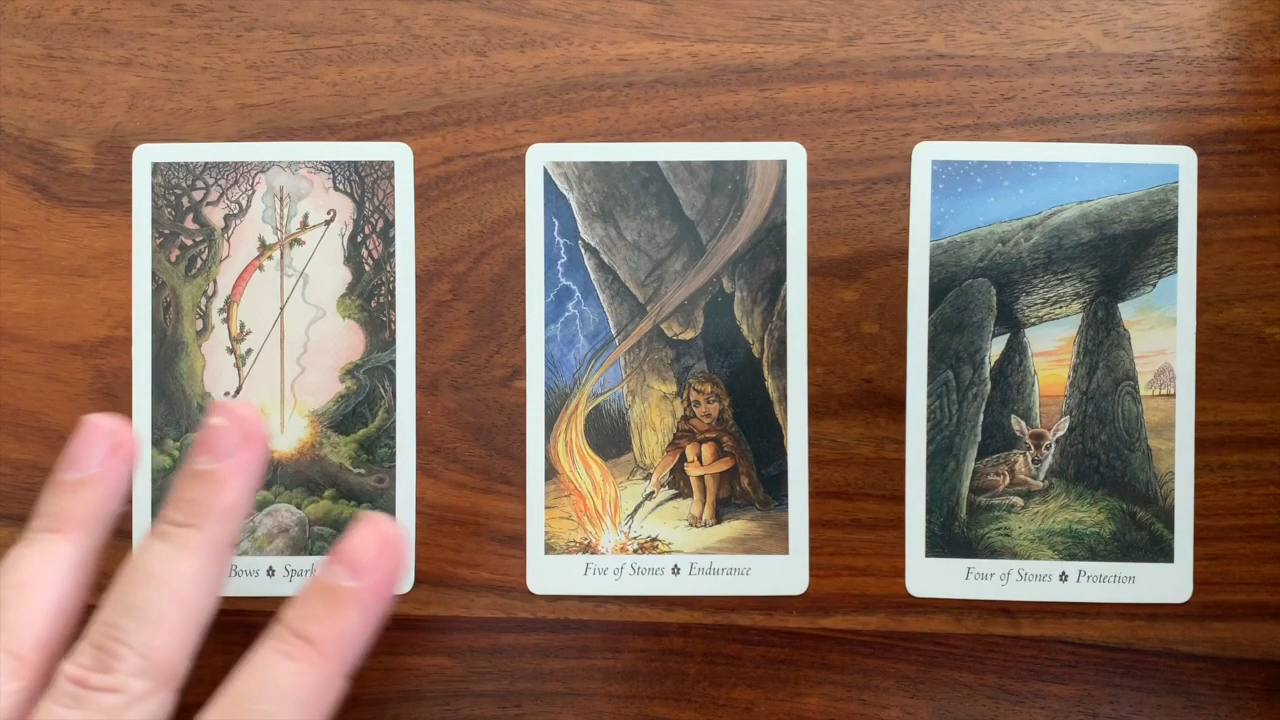 Bows ✽ Spark
Five of Stones ✽ Endurance
Four of Stones ✽ Protection